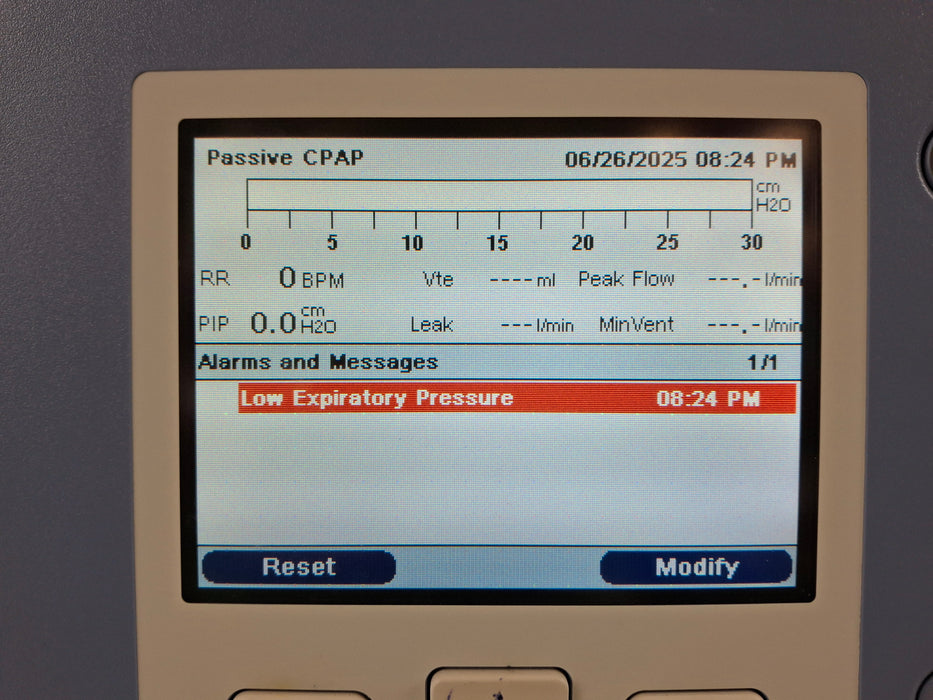 Passive CPAP 06/26/2025 08:24 PM
cm
H2O
0 5 10 15 20 25 30
RR 0 BPM Vte ---- ml Peak Flow ---.- l/min
PIP 0.0 cm H2O Leak --- l/min MinVent ---.- l/min
Alarms and Messages 1/1
Low Expiratory Pressure 08:24 PM
Reset Modify